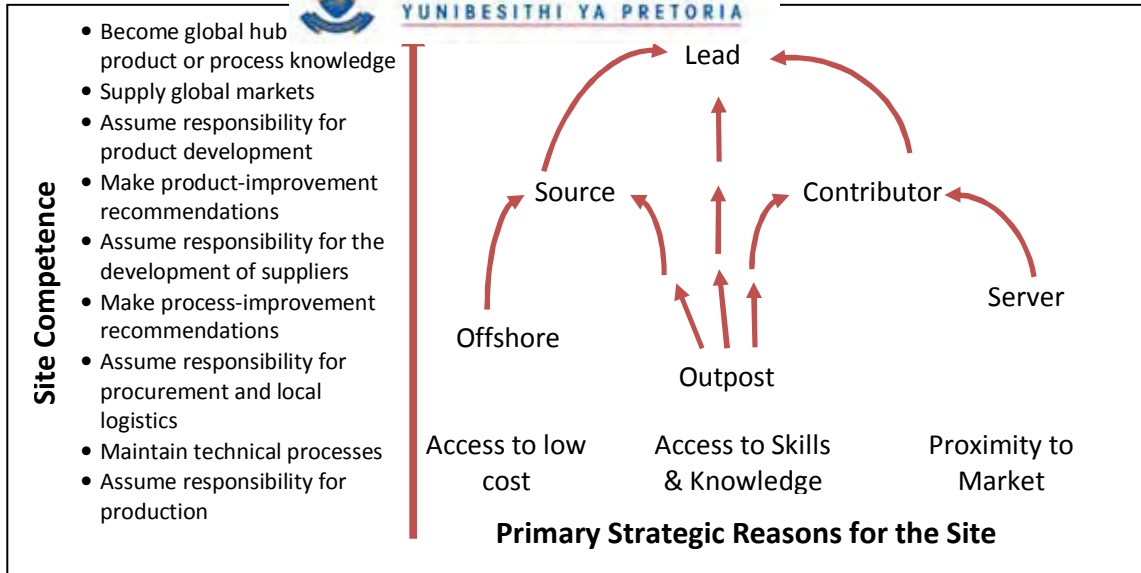 YUNIBESITHI YA PRETORIA
Site Competence
• Become global hub
product or process knowledge
• Supply global markets
• Assume responsibility for
product development
• Make product-improvement
recommendations
• Assume responsibility for the
development of suppliers
• Make process-improvement
recommendations
• Assume responsibility for
procurement and local
logistics
• Maintain technical processes
• Assume responsibility for
production
Lead
Source
Contributor
Offshore
Server
Outpost
Access to low
cost
Access to Skills
& Knowledge
Proximity to
Market
Primary Strategic Reasons for the Site